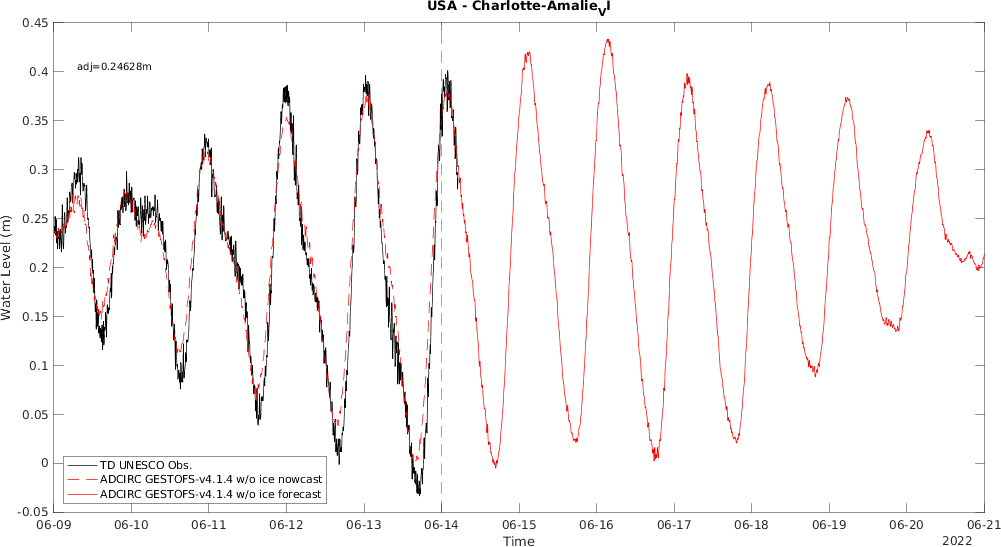 USA - Charlotte-AmalieVI
adj=0.24628m
0.45
0.4
0.35
0.3
0.25
0.2
0.15
0.1
0.05
0
-0.05
Water Level (m)
TD UNESCO Obs.
ADCIRC GESTOFS-v4.1.4 w/o ice nowcast
ADCIRC GESTOFS-v4.1.4 w/o ice forecast
06-09 06-10 06-11 06-12 06-13 06-14 06-15 06-16 06-17 06-18 06-19 06-20 06-21
Time
2022